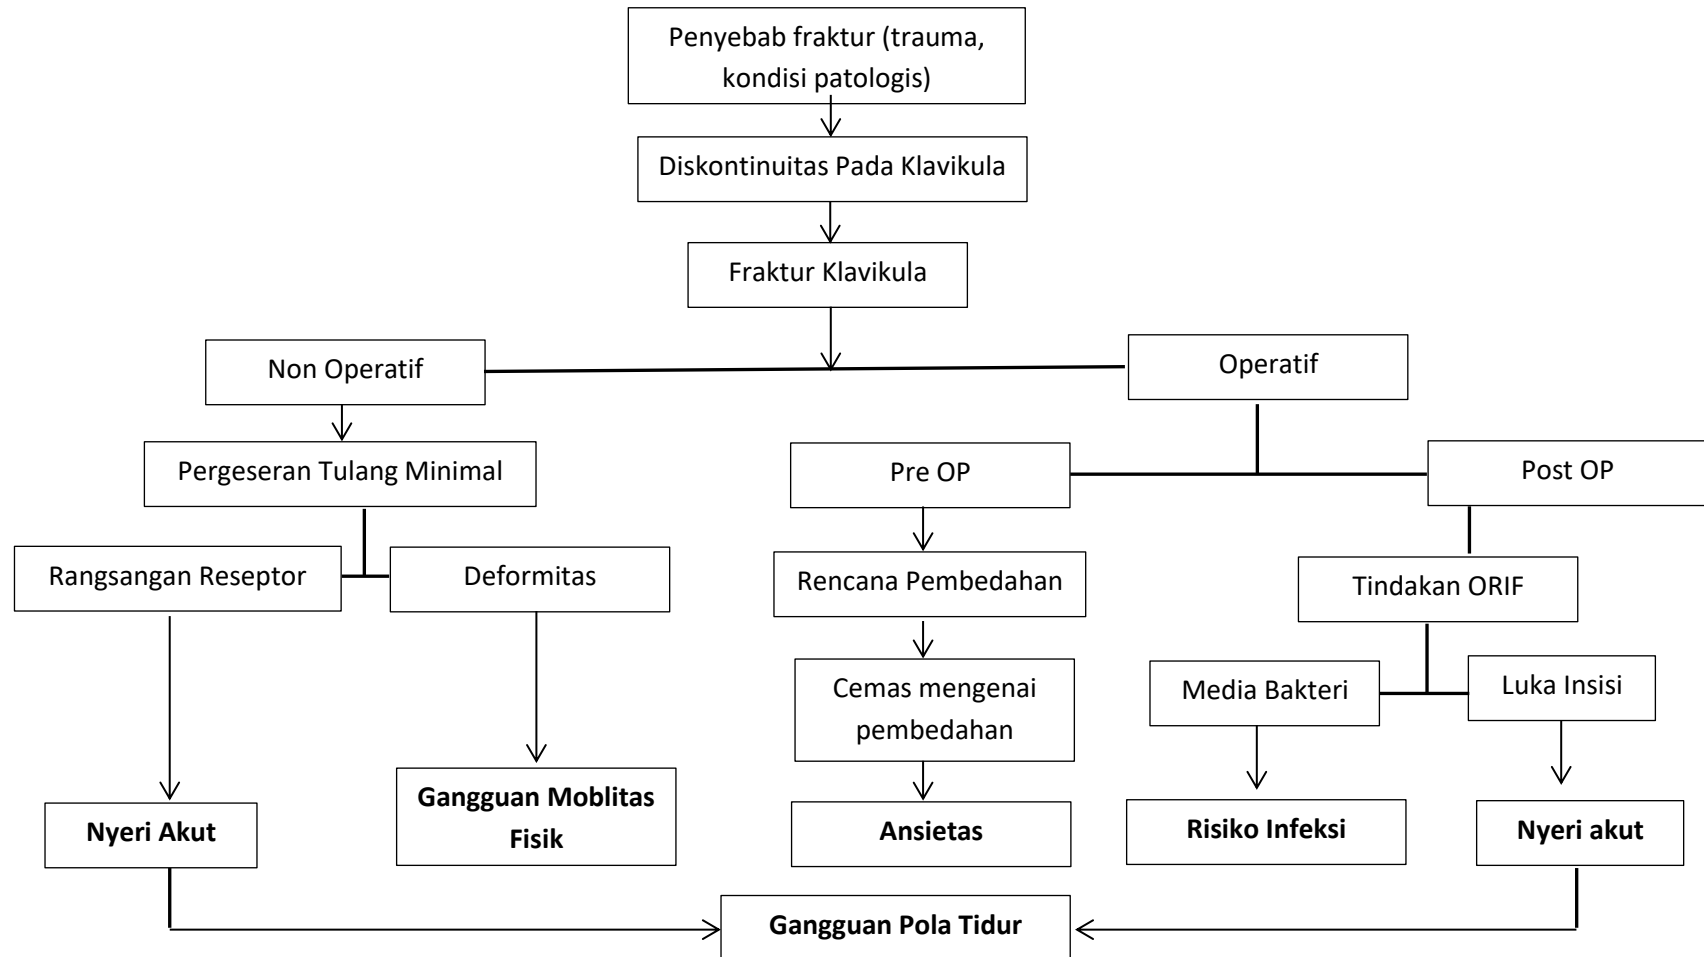 Penyebab fraktur (trauma,
kondisi patologis)
Diskontinuitas Pada Klavikula
Fraktur Klavikula
Non Operatif
Operatif
Pergeseran Tulang Minimal
Pre OP
Post OP
Rangsangan Reseptor
Deformitas
Rencana Pembedahan
Tindakan ORIF
Cemas mengenai
pembedahan
Media Bakteri
Luka Insisi
Nyeri Akut
Gangguan Moblitas
Fisik
Ansietas
Risiko Infeksi
Nyeri akut
Gangguan Pola Tidur